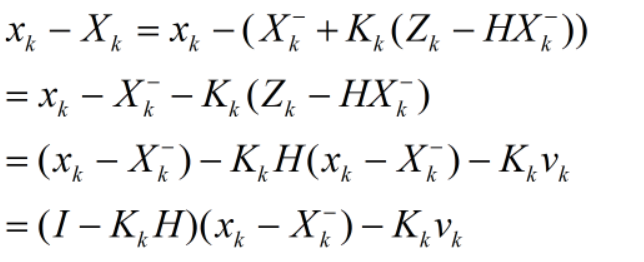 x_k − X_k = x_k − (X_k^- + K_k(Z_k − HX_k^-))
= x_k − X_k^- − K_k(Z_k − HX_k^-)
= (x_k − X_k^-) − K_kH(x_k − X_k^-) − K_kv_k
= (I − K_kH)(x_k − X_k^-) − K_kv_k